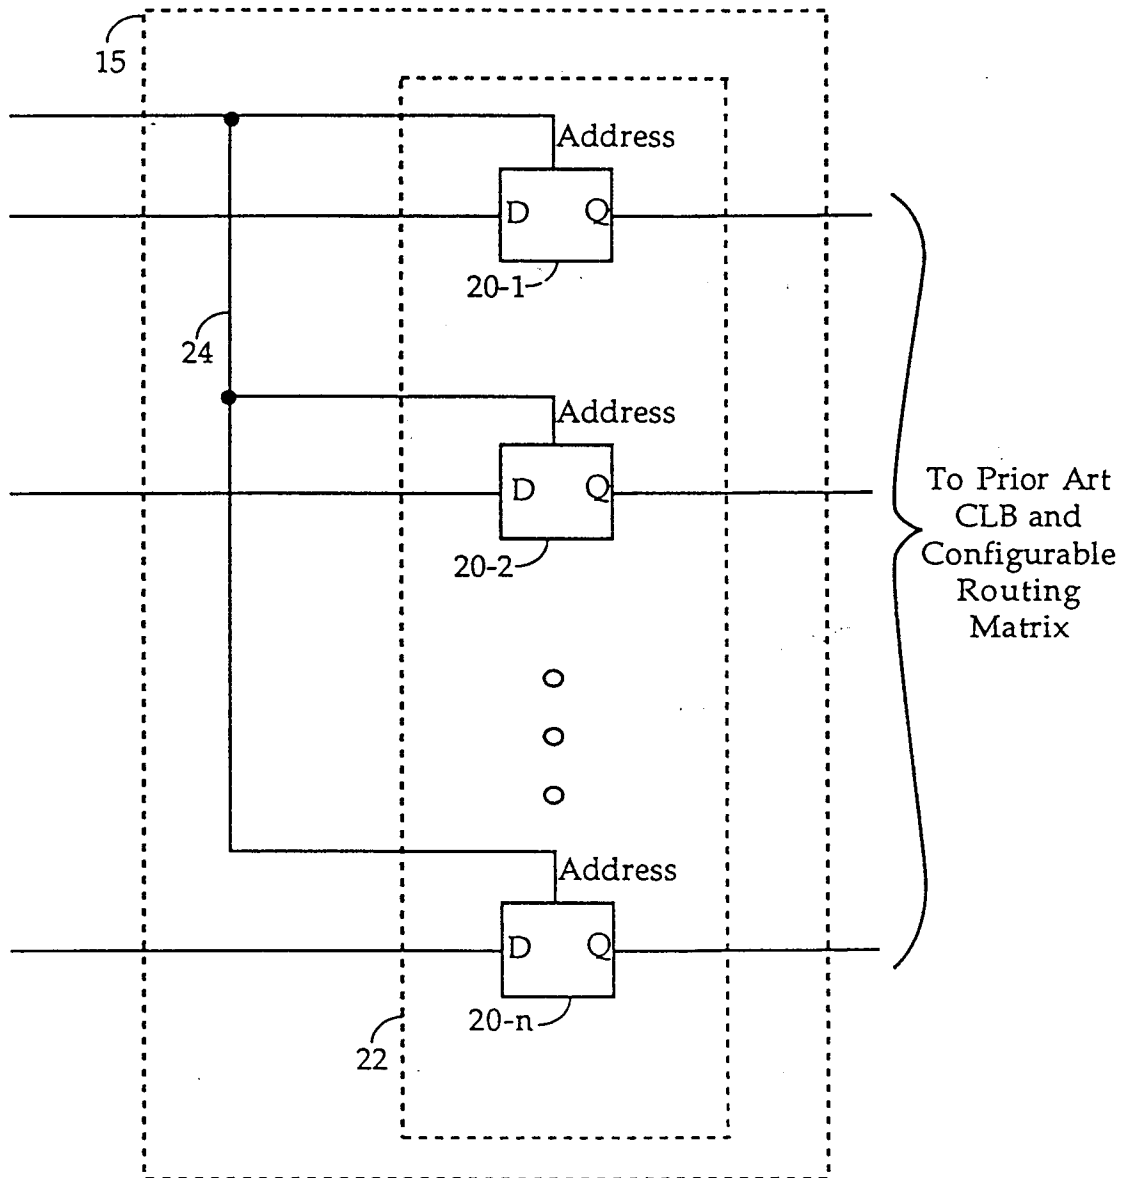 15
Address
D Q
20-1
24
Address
D Q
20-2
To Prior Art
CLB and
Configurable
Routing
Matrix
Address
D Q
20-n
22